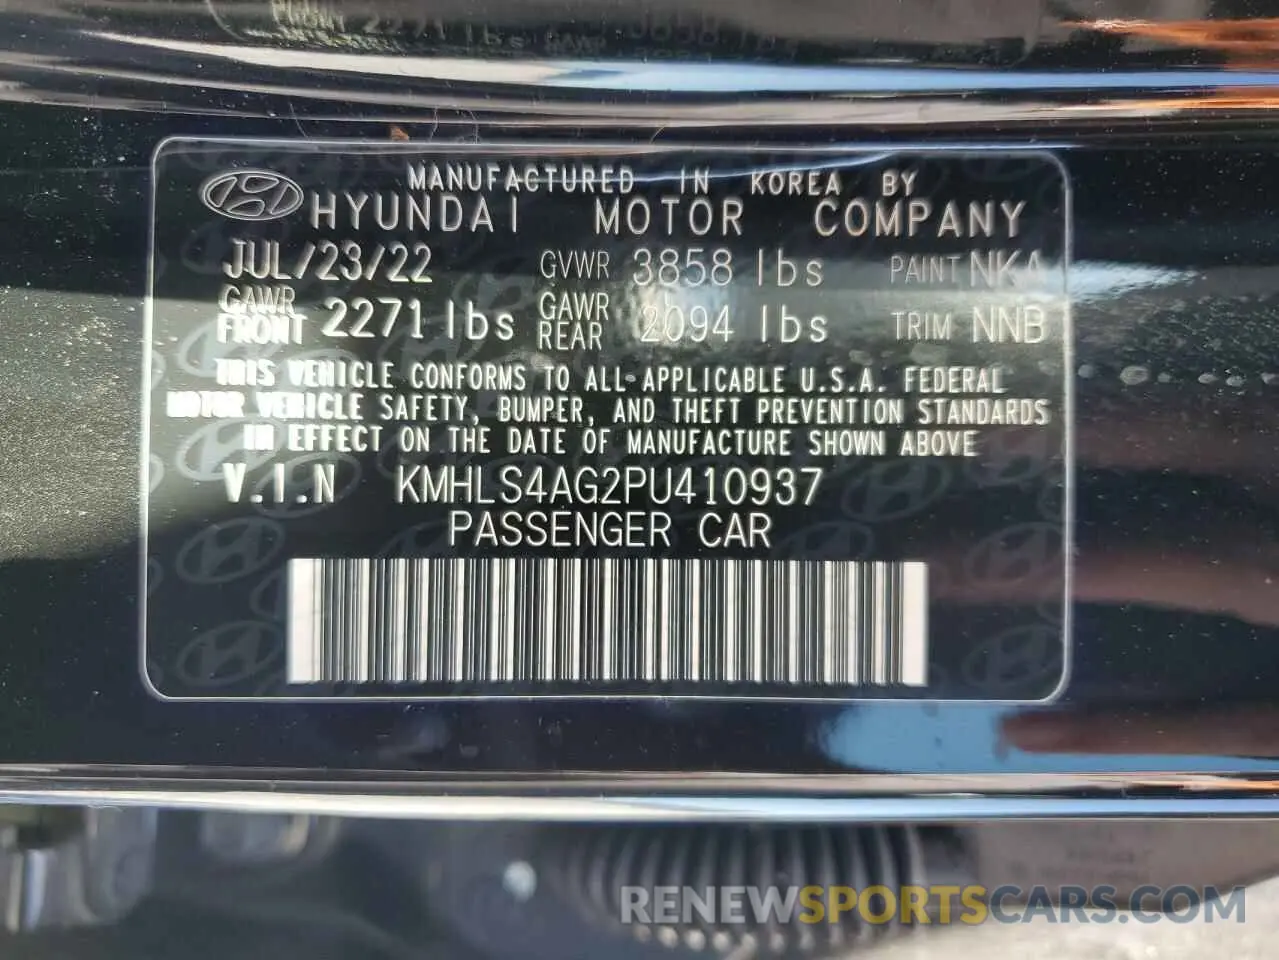 MANUFACTURED IN KOREA BY
HYUNDAI MOTOR COMPANY
JUL/23/22 GVWR 3858 lbs PAINT NKA
GAWR FRONT 2271 lbs GAWR REAR 2094 lbs TRIM NNB
THIS VEHICLE CONFORMS TO ALL APPLICABLE U.S.A. FEDERAL
MOTOR VEHICLE SAFETY, BUMPER, AND THEFT PREVENTION STANDARDS
IN EFFECT ON THE DATE OF MANUFACTURE SHOWN ABOVE
V.I.N KMHLS4AG2PU410937
PASSENGER CAR
RENEWSPORTSCARS.COM